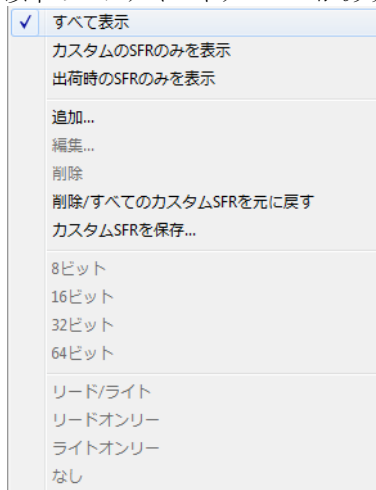 すべて表示
カスタムのSFRのみを表示
出荷時のSFRのみを表示
追加...
編集...
削除
削除/すべてのカスタムSFRを元に戻す
カスタムSFRを保存...
8ビット
16ビット
32ビット
64ビット
リード/ライト
リードオンリー
ライトオンリー
なし